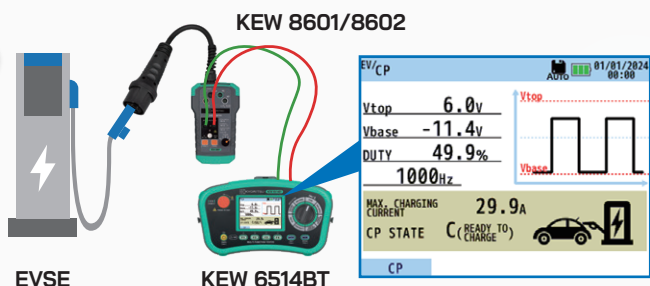 KEW 8601/8602
EV/CP
AUTO
01/01/2024
00:00
Vtop 6.0V
Vbase -11.4V
DUTY 49.9%
1000Hz
Vtop
Vbase
MAX. CHARGING CURRENT 29.9A
CP STATE C(READY TO CHARGE)
CP
EVSE
KEW 6514BT